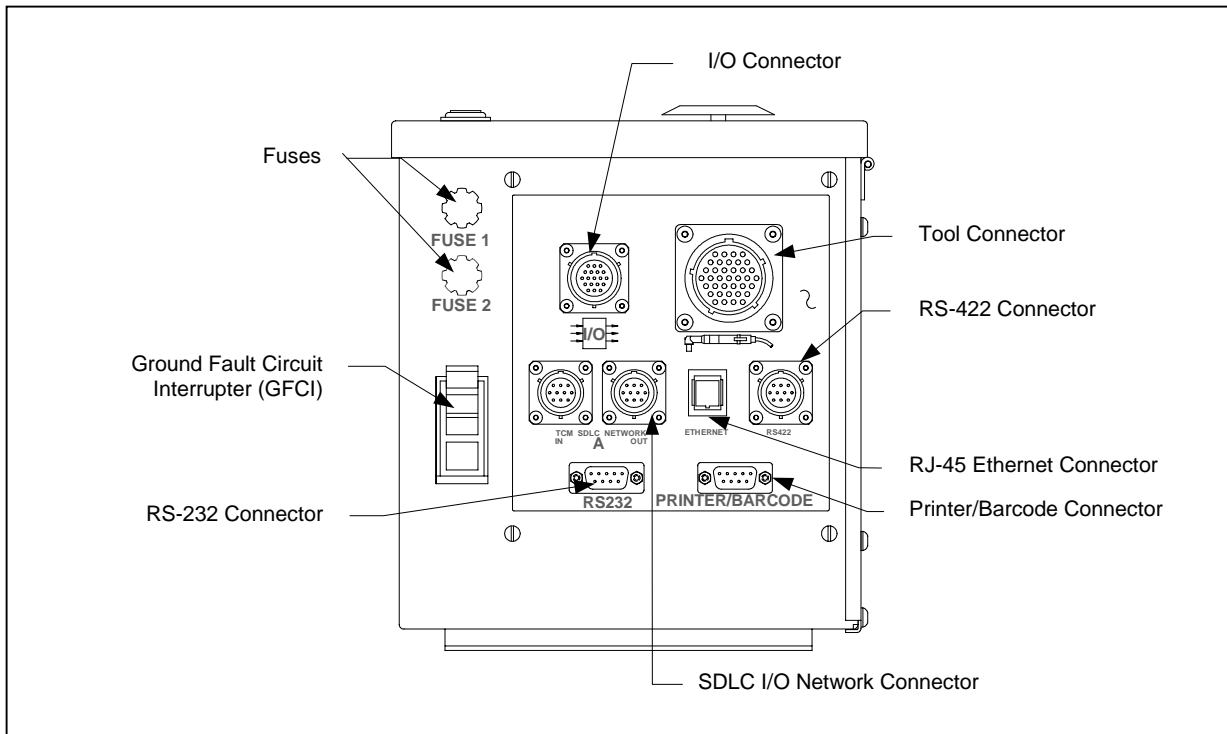 I/O Connector
Fuses
FUSE 1
Tool Connector
FUSE 2
RS-422 Connector
I/O
Ground Fault Circuit
Interrupter (GFCI)
TCM SDLC NETWORK
IN A OUT
ETHERNET
RS422
RJ-45 Ethernet Connector
RS232
PRINTER/BARCODE
RS-232 Connector
Printer/Barcode Connector
SDLC I/O Network Connector